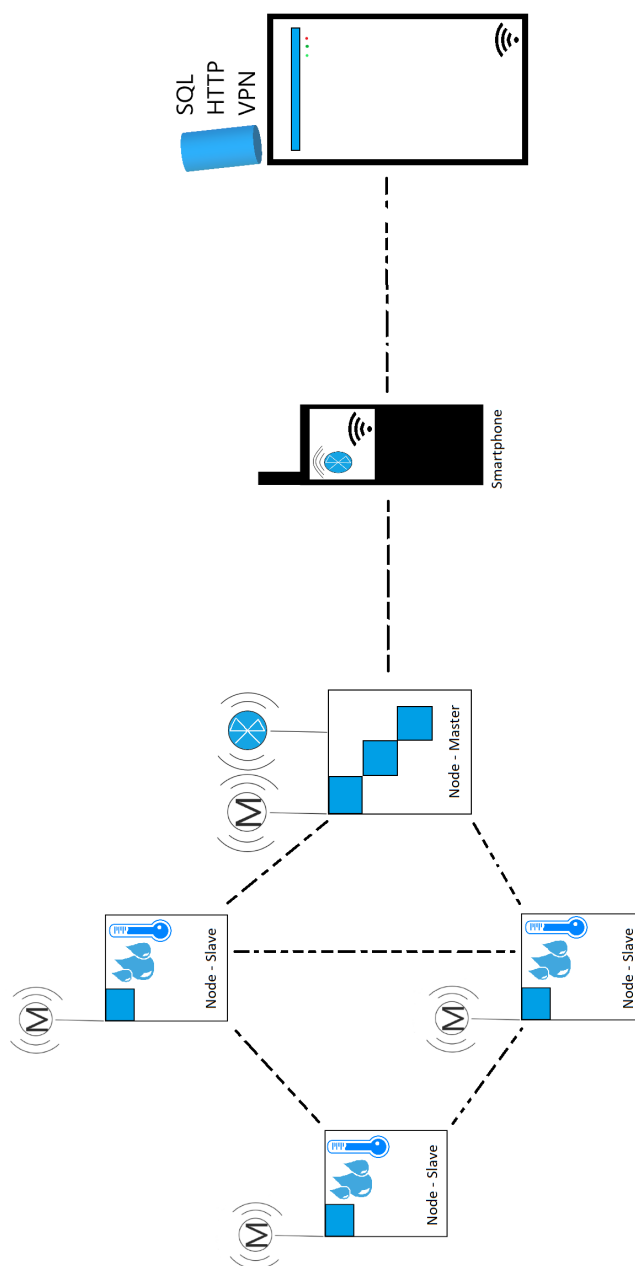 SQL
HTTP
VPN
Smartphone
M
Node - Master
M
Node - Slave
M
Node - Slave
M
Node - Slave